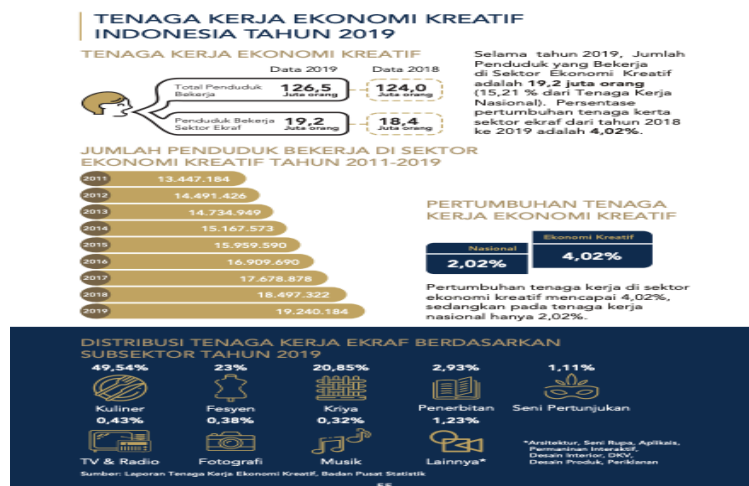 TENAGA KERJA EKONOMI KREATIF
INDONESIA TAHUN 2019
TENAGA KERJA EKONOMI KREATIF
Data 2019 Data 2018
Total Penduduk Bekerja
126,5 Juta orang
124,0 Juta orang
Penduduk Bekerja Sektor Ekraf
19,2 Juta orang
18,4 Juta orang
Selama tahun 2019, Jumlah
Penduduk yang Bekerja
di Sektor Ekonomi Kreatif
adalah 19,2 juta orang
(15,21 % dari Tenaga Kerja
Nasional). Persentase
pertumbuhan tenaga kerta
sektor ekraf dari tahun 2018
ke 2019 adalah 4,02%.
JUMLAH PENDUDUK BEKERJA DI SEKTOR
EKONOMI KREATIF TAHUN 2011-2019
2011 13.447.184
2012 14.491.426
2013 14.734.949
2014 15.167.573
2015 15.959.590
2016 16.909.690
2017 17.678.878
2018 18.497.322
2019 19.240.184
PERTUMBUHAN TENAGA
KERJA EKONOMI KREATIF
Nasional
2,02%
Ekonomi Kreatif
4,02%
Pertumbuhan tenaga kerja di sektor
ekonomi kreatif mencapai 4,02%,
sedangkan pada tenaga kerja
nasional hanya 2,02%.
DISTRIBUSI TENAGA KERJA EKRAF BERDASARKAN
SUBSEKTOR TAHUN 2019
49,54% 23% 20,85% 2,93% 1,11%
Kuliner Fesyen Kriya Penerbitan Seni Pertunjukan
0,43% 0,38% 0,32% 1,23%
TV & Radio Fotografi Musik Lainnya*
*Arsitektur, Seni Rupa, Aplikais,
Permaninan Interaktif,
Desain Interior, DKV,
Desain Produk, Periklanan
Sumber: Laporan Tenaga Kerja Ekonomi Kreatif, Badan Pusat Statistik